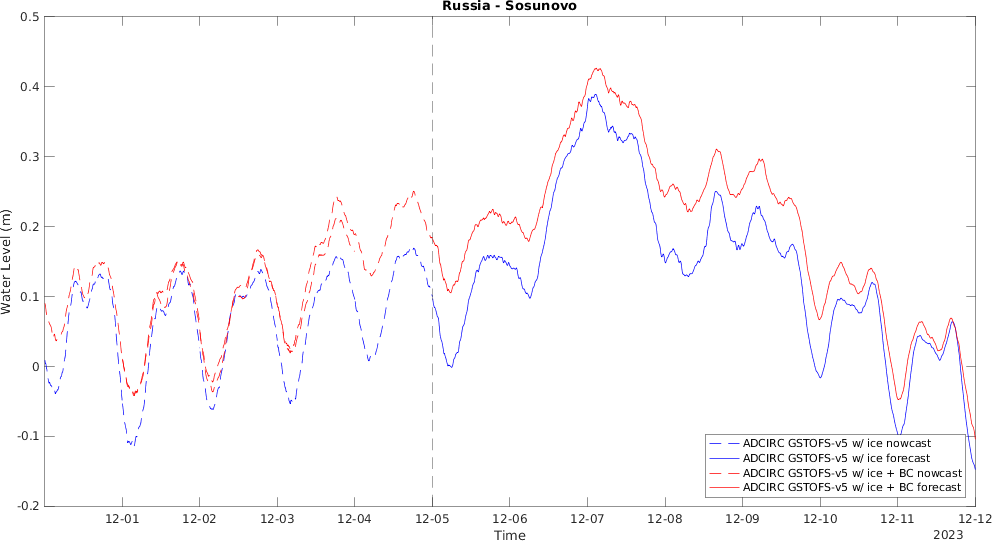 Russia - Sosunovo
0.5
0.4
0.3
0.2
0.1
0
-0.1
-0.2
Water Level (m)
ADCIRC GSTOFS-v5 w/ ice nowcast
ADCIRC GSTOFS-v5 w/ ice forecast
ADCIRC GSTOFS-v5 w/ ice + BC nowcast
ADCIRC GSTOFS-v5 w/ ice + BC forecast
12-01 12-02 12-03 12-04 12-05 12-06 12-07 12-08 12-09 12-10 12-11 12-12
Time
2023